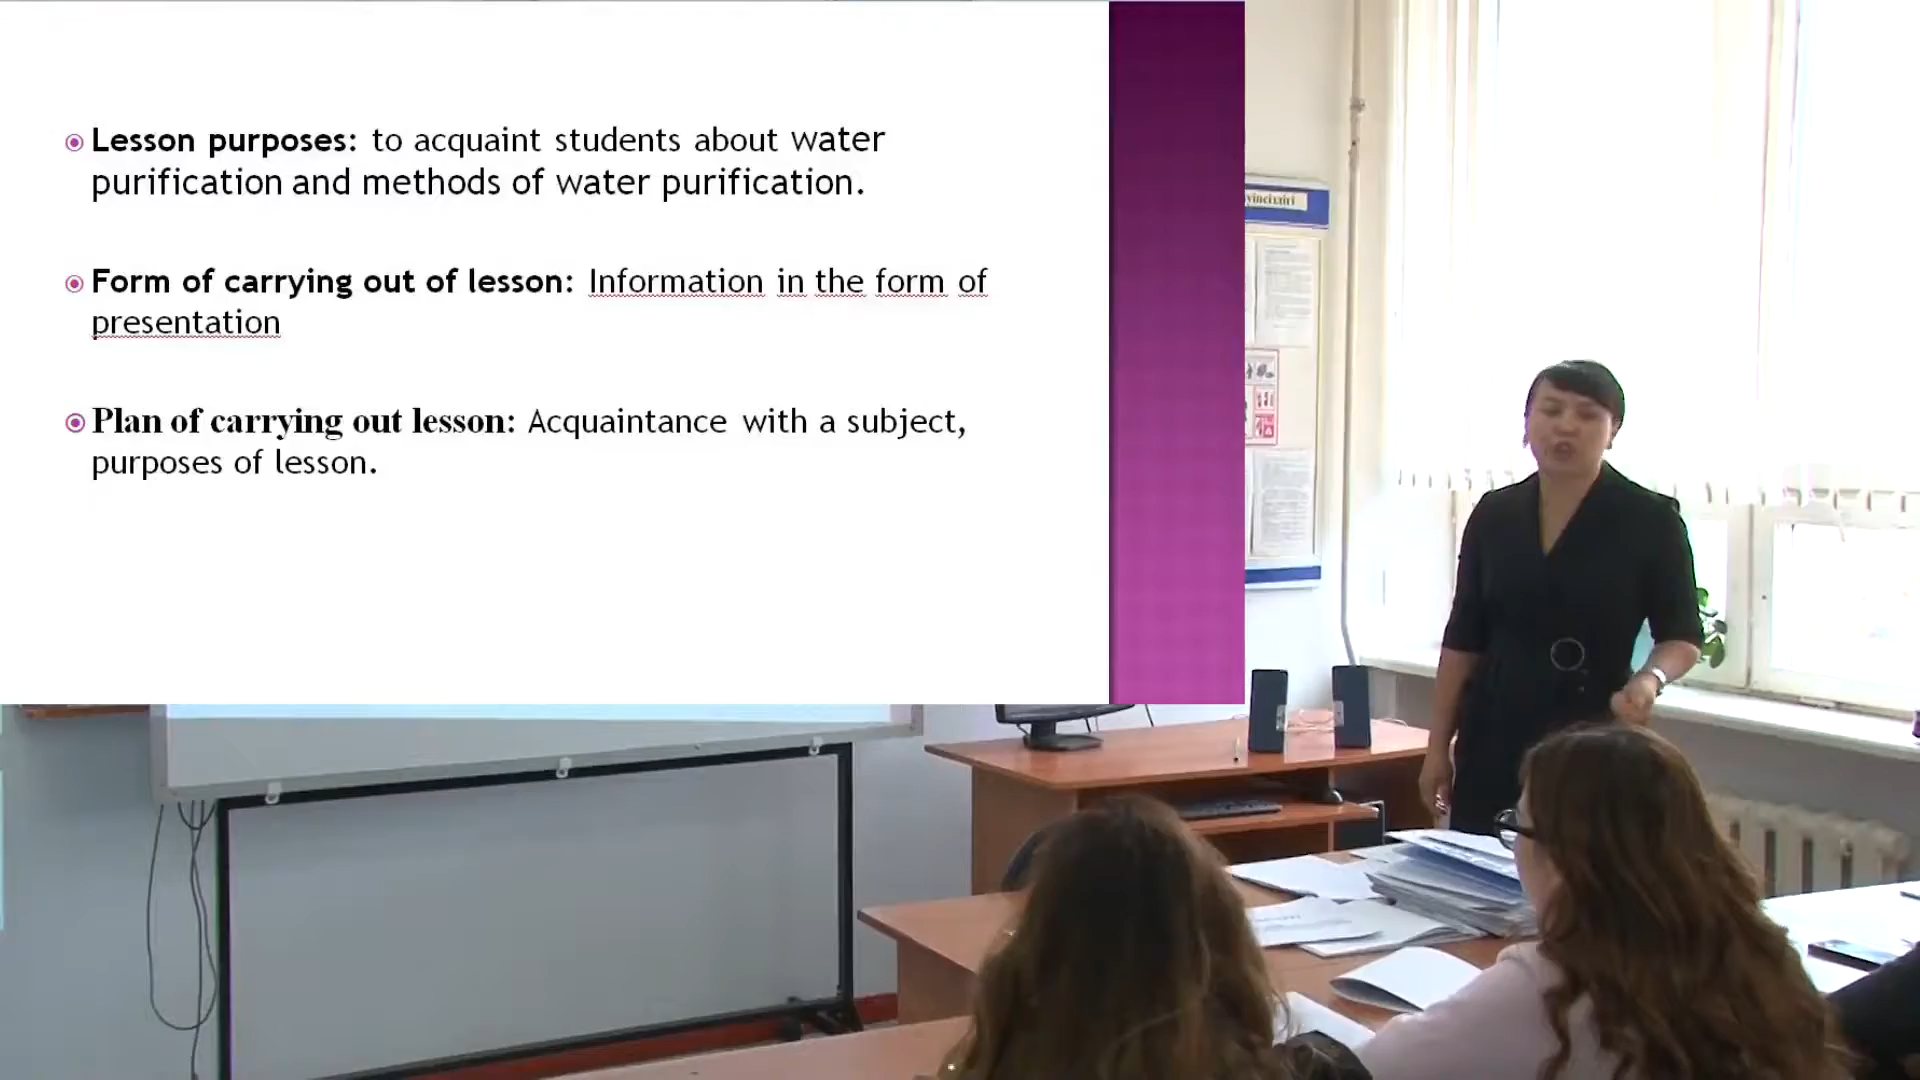 Lesson purposes: to acquaint students about water
purification and methods of water purification.
Form of carrying out of lesson: Information in the form of
presentation
Plan of carrying out lesson: Acquaintance with a subject,
purposes of lesson.